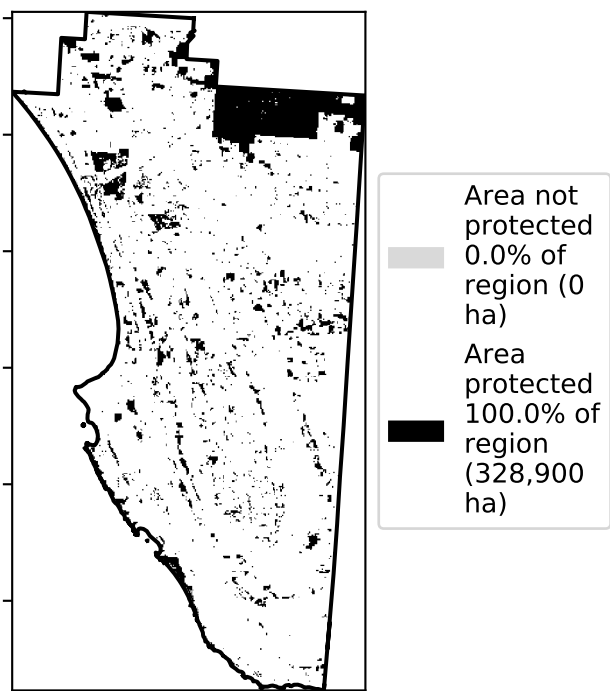 Area not
protected
0.0% of
region (0
ha)
Area
protected
100.0% of
region
(328,900
ha)